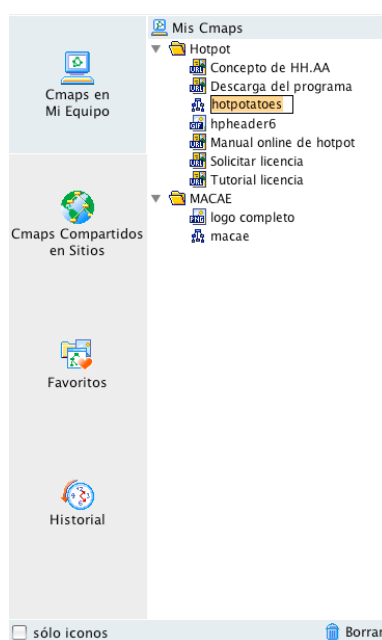 Mis Cmaps
Hotpot
Concepto de HH.AA
Descarga del programa
hotpotatoes
hpheader6
Manual online de hotpot
Solicitar licencia
Tutorial licencia
MACAE
logo completo
macae
Cmaps en
Mi Equipo
Cmaps Compartidos
en Sitios
Favoritos
Historial
sólo iconos
Borrar